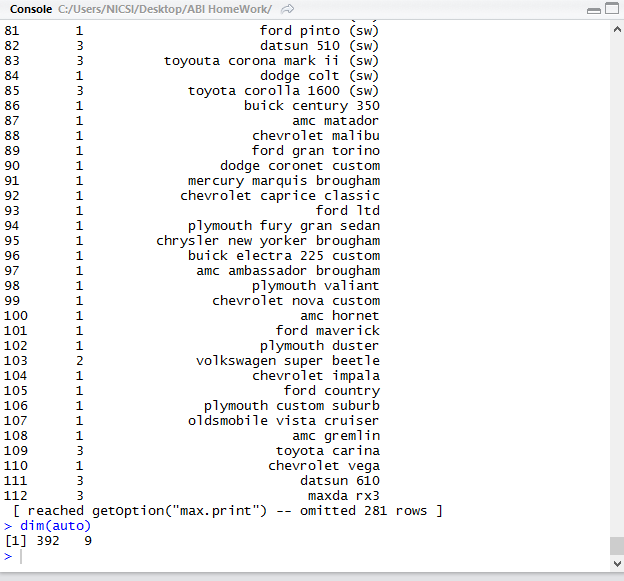 Console C:/Users/NICSI/Desktop/ABI HomeWork/
81 1 ford pinto (sw)
82 3 datsun 510 (sw)
83 3 toyouta corona mark ii (sw)
84 1 dodge colt (sw)
85 3 toyota corolla 1600 (sw)
86 1 buick century 350
87 1 amc matador
88 1 chevrolet malibu
89 1 ford gran torino
90 1 dodge coronet custom
91 1 mercury marquis brougham
92 1 chevrolet caprice classic
93 1 ford ltd
94 1 plymouth fury gran sedan
95 1 chrysler new yorker brougham
96 1 buick electra 225 custom
97 1 amc ambassador brougham
98 1 plymouth valiant
99 1 chevrolet nova custom
100 1 amc hornet
101 1 ford maverick
102 1 plymouth duster
103 2 volkswagen super beetle
104 1 chevrolet impala
105 1 ford country
106 1 plymouth custom suburb
107 1 oldsmobile vista cruiser
108 1 amc gremlin
109 3 toyota carina
110 1 chevrolet vega
111 3 datsun 610
112 3 maxda rx3
[ reached getOption("max.print") -- omitted 281 rows ]
> dim(auto)
[1] 392 9
>